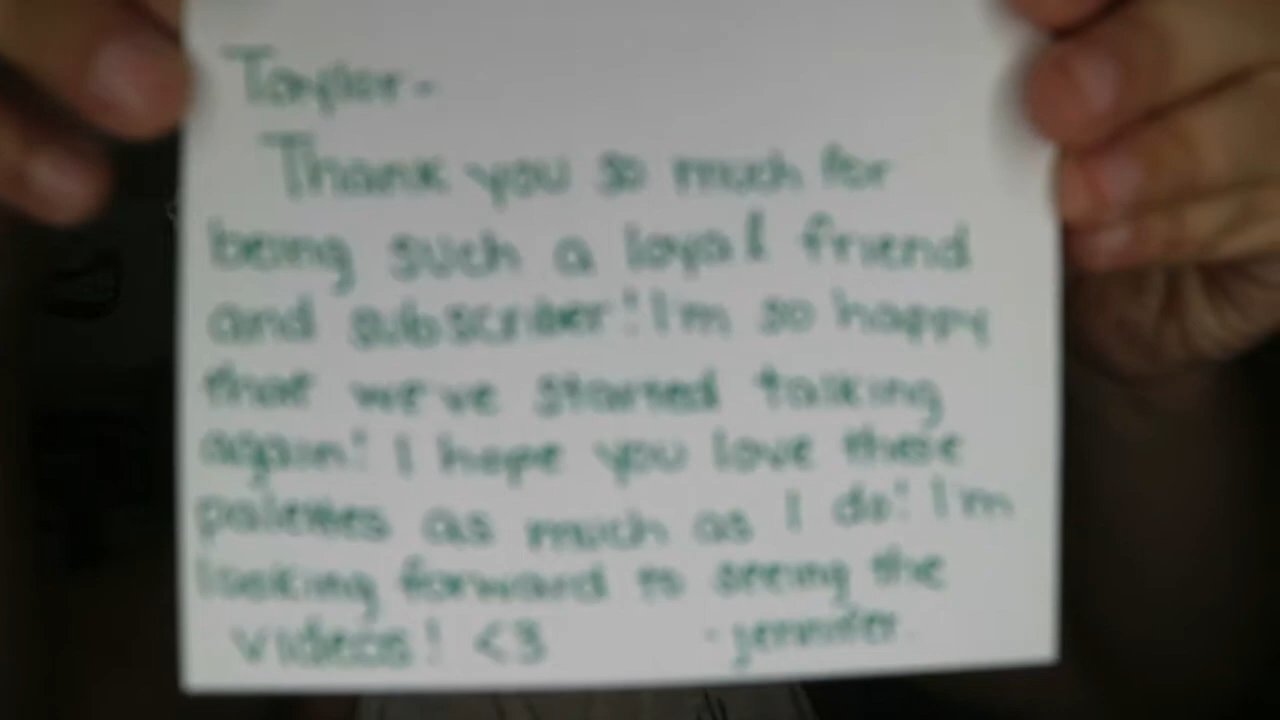 Taylor-
Thank you so much for
being such a loyal friend
and subscriber! I'm so happy
that we've started talking
again! I hope you love these
palettes as much as I do! I'm
looking forward to seeing the
videos! <3 -jennifer.